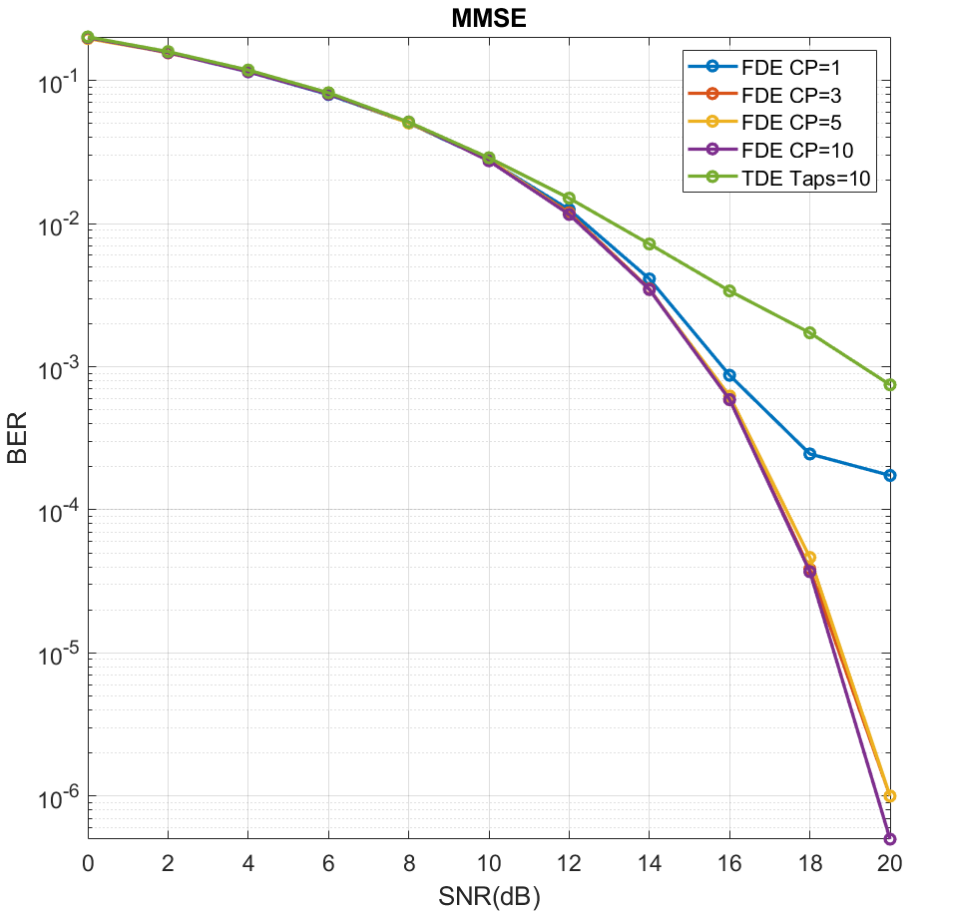 MMSE
FDE CP=1
FDE CP=3
FDE CP=5
FDE CP=10
TDE Taps=10
10-1
10-2
10-3
10-4
10-5
10-6
BER
0 2 4 6 8 10 12 14 16 18 20
SNR(dB)